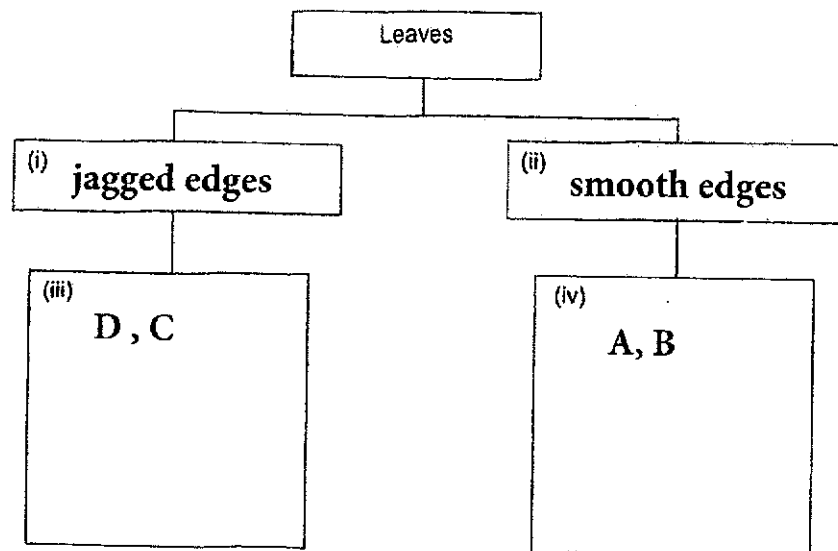 Leaves
(i) jagged edges
(ii) smooth edges
(iii)
D , C
(iv)
A, B